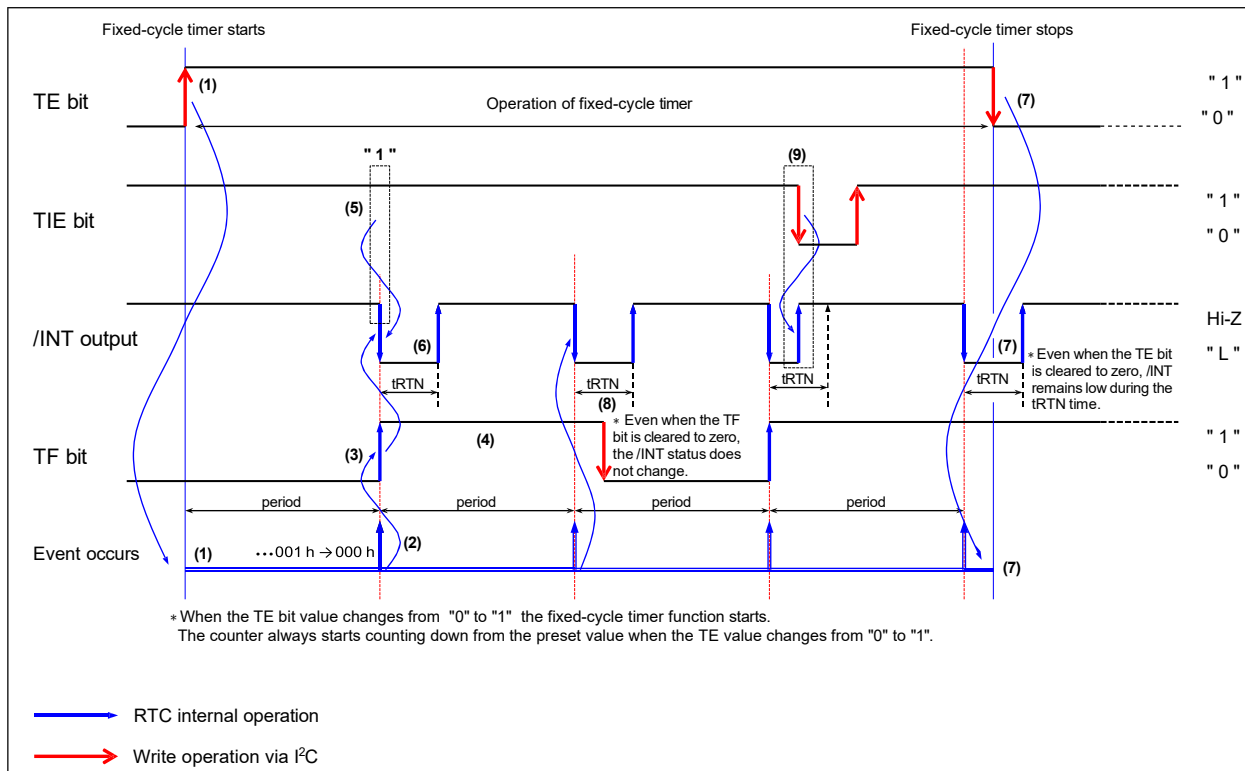 Fixed-cycle timer starts
Fixed-cycle timer stops
(1)
(7)
" 1 "
TE bit
Operation of fixed-cycle timer
" 0 "
" 1 "
(9)
TIE bit
(5)
" 1 "
" 0 "
/INT output
(6)
(7)
Hi-Z
" L "
tRTN
tRTN
tRTN
tRTN
* Even when the TE bit
is cleared to zero, /INT
remains low during the
tRTN time.
(8)
* Even when the TF
bit is cleared to zero,
the /INT status does
not change.
TF bit
(3)
(4)
" 1 "
" 0 "
period
period
period
period
Event occurs
(1)
•••001 h → 000 h
(2)
(7)
* When the TE bit value changes from "0" to "1" the fixed-cycle timer function starts.
The counter always starts counting down from the preset value when the TE value changes from "0" to "1".
RTC internal operation
Write operation via I²C